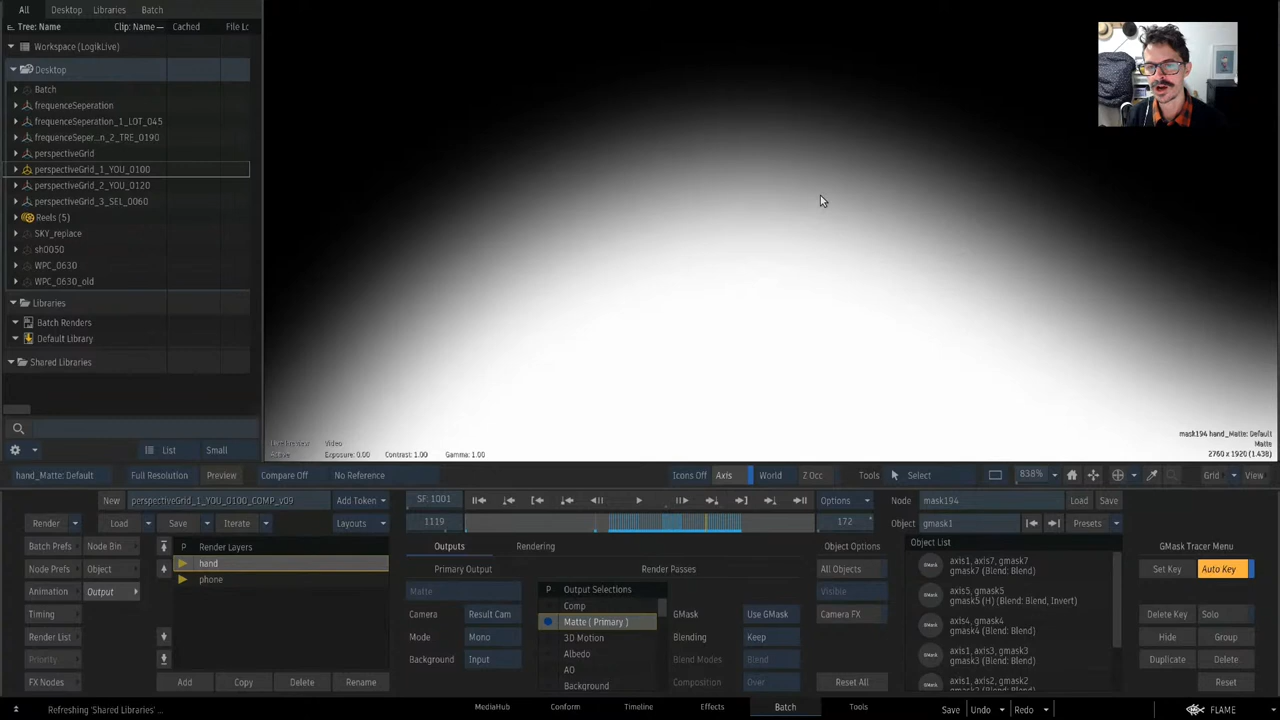 All Desktop Libraries Batch
Tree: Name Clip: Name Cached File Lc
Workspace (LogikLive)
Desktop
Batch
frequenceSeperation
frequenceSeperation_1_LOT_045
frequenceSeper...n_2_TRE_0190
perspectiveGrid
perspectiveGrid_1_YOU_0100
perspectiveGrid_2_YOU_0120
perspectiveGrid_3_SEL_0060
Reels (5)
SKY_replace
sh0050
WPC_0630
WPC_0630_old
Libraries
Batch Renders
Default Library
Shared Libraries
List Small
Video
Active Exposure: 0.00 Contrast: 1.00 Gamma: 1.00
mask194 hand_Matte: Default
Matte
2760 x 1920 (1.438)
hand_Matte: Default Full Resolution Preview Compare Off No Reference Icons Off Axis World Z Occ Tools Select 838% Grid View
New perspectiveGrid_1_YOU_0100_COMP_v09 Add Token SF: 1001 Options Node mask194 Load Save
Render Load Save Iterate Layouts 1119 172 Object gmask1 Presets
Batch Prefs Node Bin P Render Layers Outputs Rendering Object Options Object List GMask Tracer Menu
hand
phone
Node Prefs Object Primary Output Render Passes All Objects Set Key Auto Key
axis1, axis7, gmask7
gmask7 (Blend: Blend)
Animation Output Matte P Output Selections Visible
axis5, gmask5
gmask5 (H) (Blend: Blend, Invert)
Comp
Timing Camera Result Cam Matte ( Primary ) GMask Use GMask Camera FX Delete Key Solo
axis4, gmask4
gmask4 (Blend: Blend)
Render List Mode Mono 3D Motion Blending Keep Hide Group
axis1, axis3, gmask3
gmask3 (Blend: Blend)
Priority Background Input Albedo Blend Modes Blend Duplicate Delete
AO
axis1, axis2, gmask2
FX Nodes Add Copy Delete Rename Background Composition Over Reset All Reset
Refreshing 'Shared Libraries' ... MediaHub Conform Timeline Effects Batch Tools Save Undo Redo FLAME